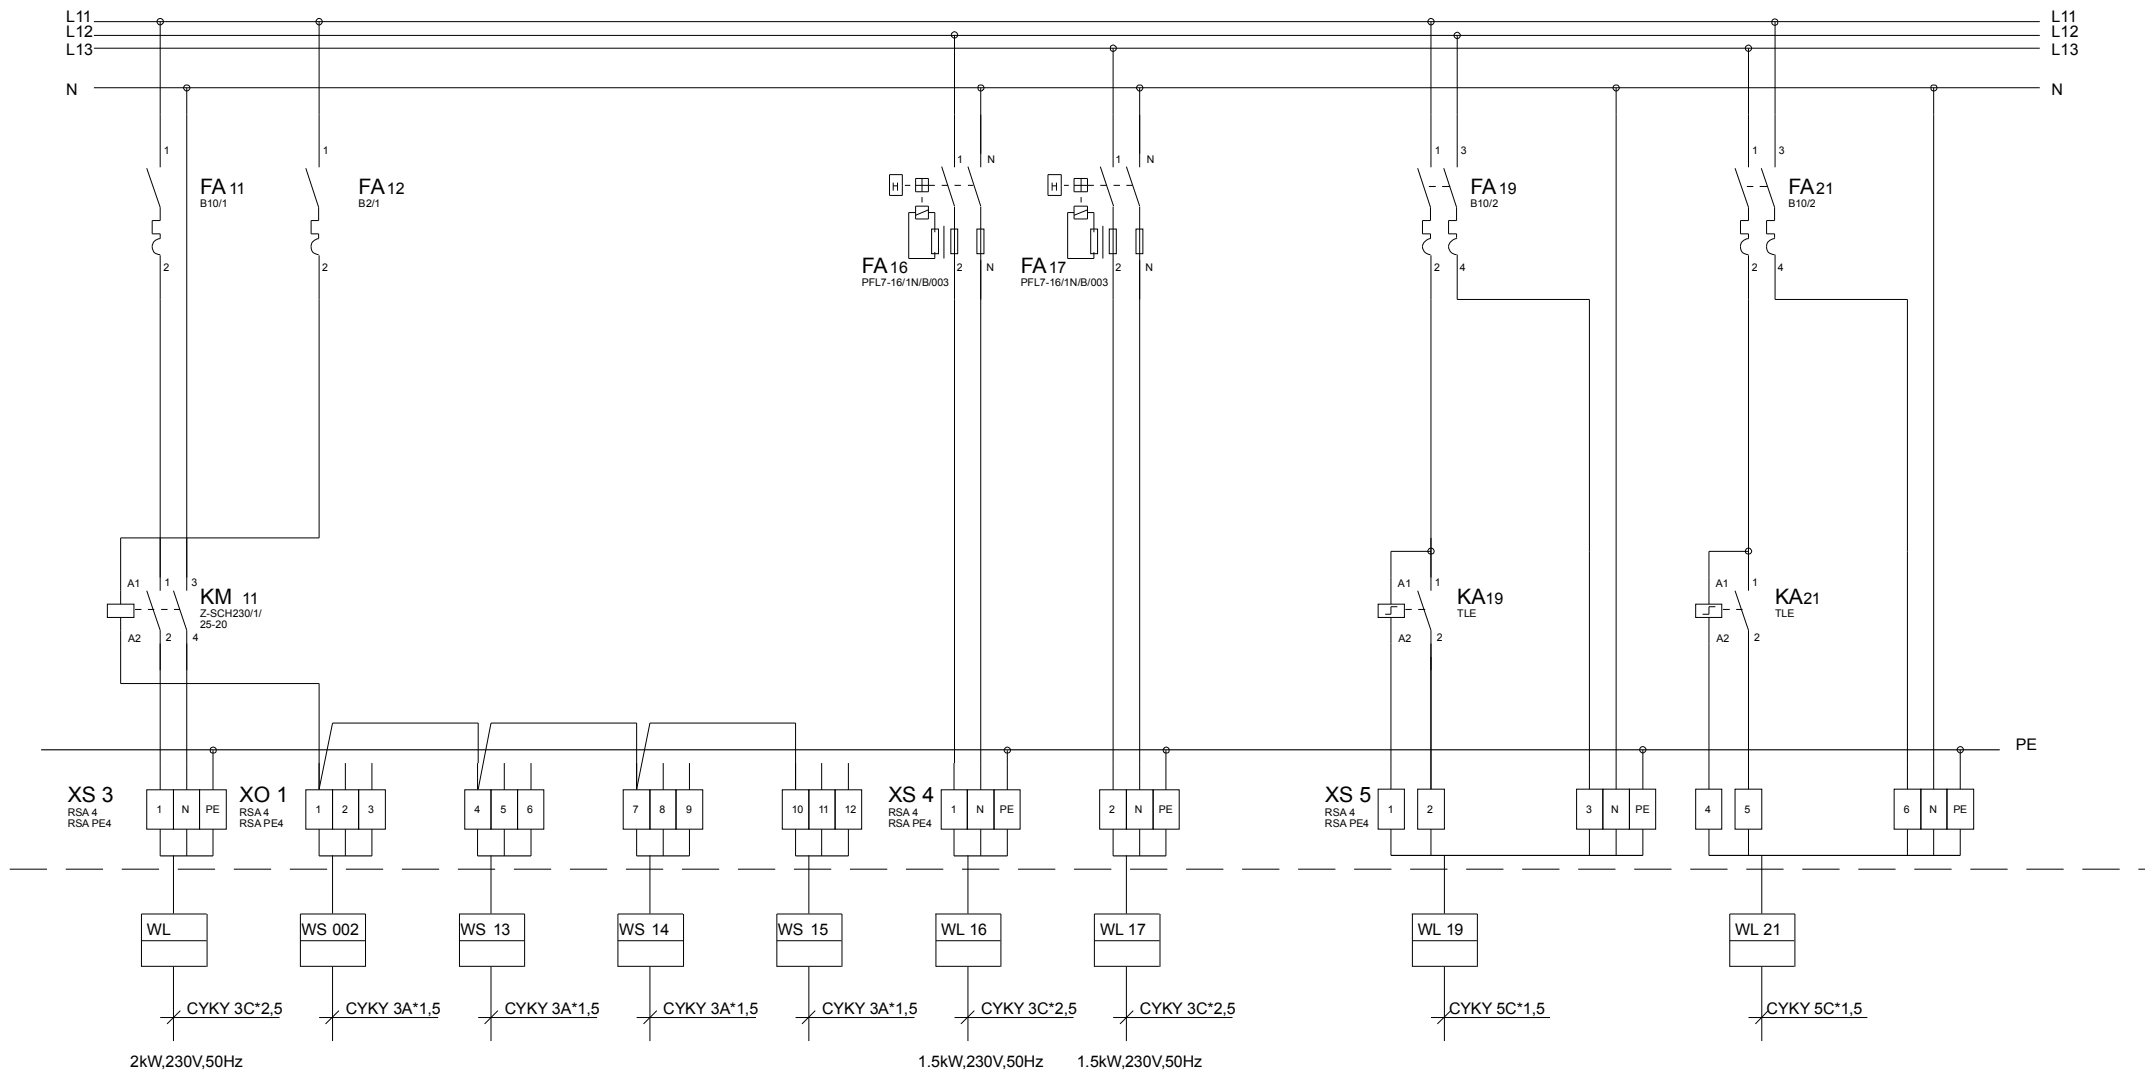 L11 L11
L12 L12
L13 L13
N N
1 1 1 N 1 N 1 3 1 3
FA 11 FA 12 H H FA 19 FA 21
B10/1 B2/1 B10/2 B10/2
2 2 FA 16 2 N FA 17 2 N 2 4 2 4
PFL7-16/1N/B/003 PFL7-16/1N/B/003
A1 1 3 A1 1 A1 1
KM 11 KA19 KA21
Z-SCH230/1/ TLE TLE
25-20
A2 2 4 A2 2 A2 2
PE
XS 3 XO 1 XS 4 XS 5
RSA 4 RSA 4 RSA 4 RSA 4
RSA PE4 RSA PE4 RSA PE4 RSA PE4
1 N PE 1 2 3 4 5 6 7 8 9 10 11 12 1 N PE 2 N PE 1 2 3 N PE 4 5 6 N PE
WL WS 002 WS 13 WS 14 WS 15 WL 16 WL 17 WL 19 WL 21
CYKY 3C*2,5 CYKY 3A*1,5 CYKY 3A*1,5 CYKY 3A*1,5 CYKY 3A*1,5 CYKY 3C*2,5 CYKY 3C*2,5 CYKY 5C*1,5 CYKY 5C*1,5
2kW,230V,50Hz 1.5kW,230V,50Hz 1.5kW,230V,50Hz